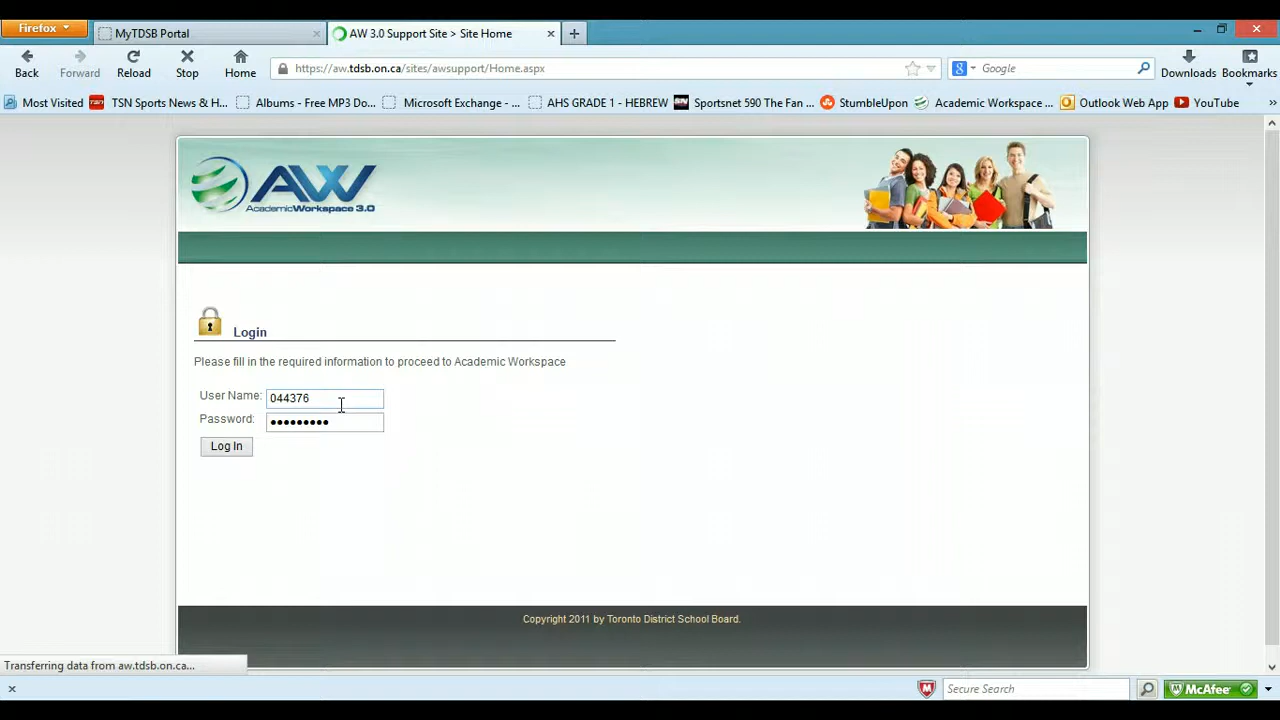 Firefox
MyTDSB Portal
AW 3.0 Support Site > Site Home
Back
Forward
Reload
Stop
Home
https://aw.tdsb.on.ca/sites/awsupport/Home.aspx
Google
Downloads
Bookmarks
Most Visited
TSN Sports News & H...
Albums - Free MP3 Do...
Microsoft Exchange - ...
AHS GRADE 1 - HEBREW
Sportsnet 590 The Fan ...
StumbleUpon
Academic Workspace ...
Outlook Web App
YouTube
»
AW
AcademicWorkspace 3.0
Login
Please fill in the required information to proceed to Academic Workspace
User Name: 044376
Password: ●●●●●●●●●
Log In
Copyright 2011 by Toronto District School Board.
Transferring data from aw.tdsb.on.ca...
Secure Search
McAfee